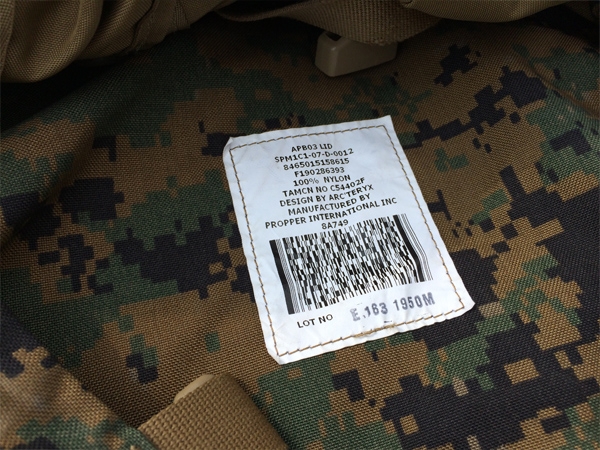 APB03 LID
SPM1C1-07-D-0012
8465015158615
F190286393
100% NYLON
TAMCN NO C54402F
DESIGN BY ARC'TERYX
MANUFACTURED BY
PROPPER INTERNATIONAL INC
8A749
LOT NO E.163 1950M